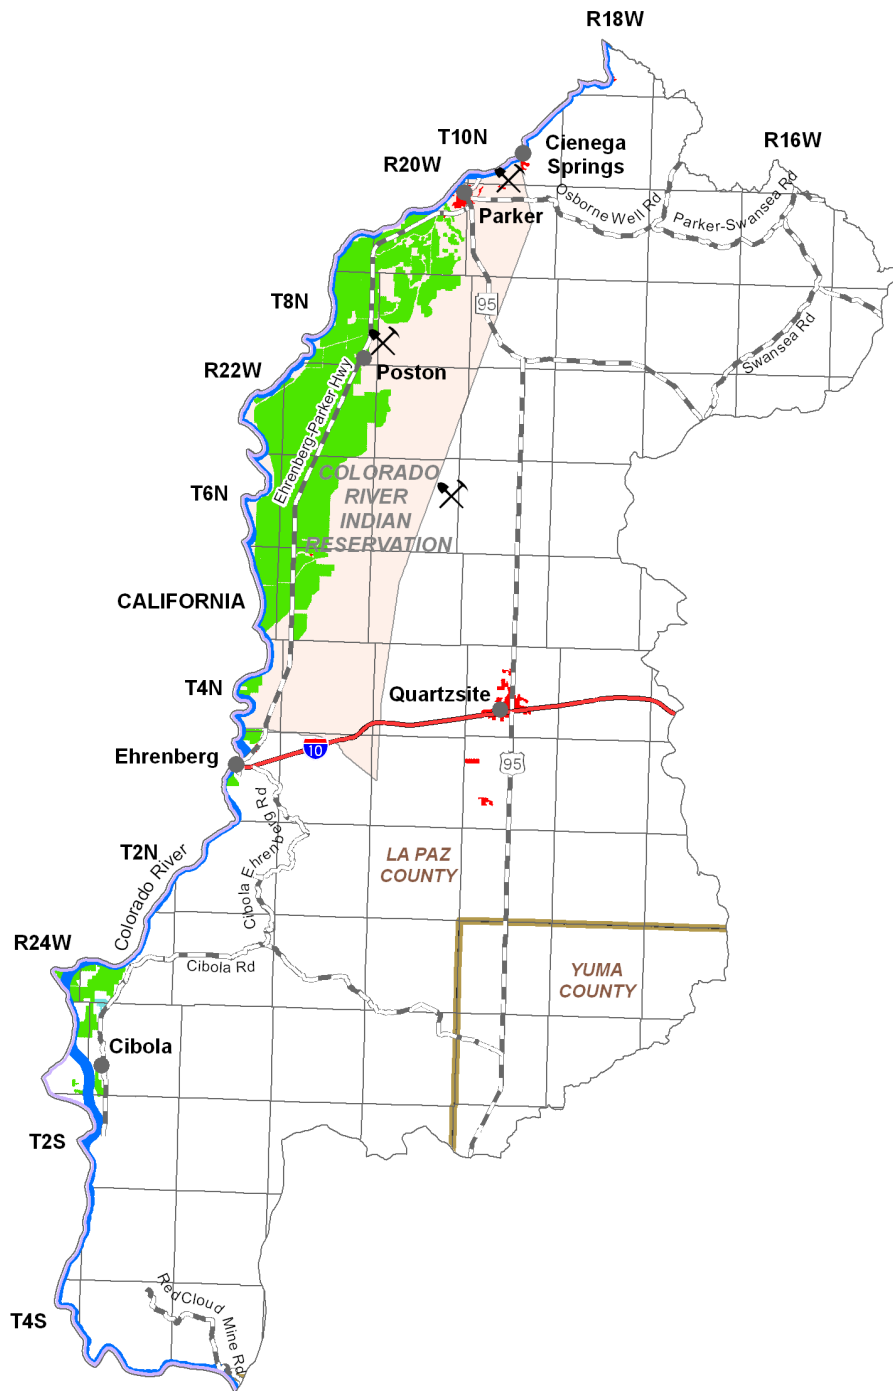 R18W
T10N
Cienega
Springs
R16W
R20W
Osborne Well Rd
Parker-Swansea Rd
Parker
T8N
95
Swansea Rd
R22W
Poston
Ehrenberg-Parker Hwy
COLORADO
RIVER
INDIAN
RESERVATION
T6N
CALIFORNIA
T4N
Quartzsite
10
Ehrenberg
95
Cibola Ehrenberg Rd
T2N
Colorado River
LA PAZ
COUNTY
R24W
Cibola Rd
YUMA
COUNTY
Cibola
T2S
Red Cloud Mine Rd
T4S